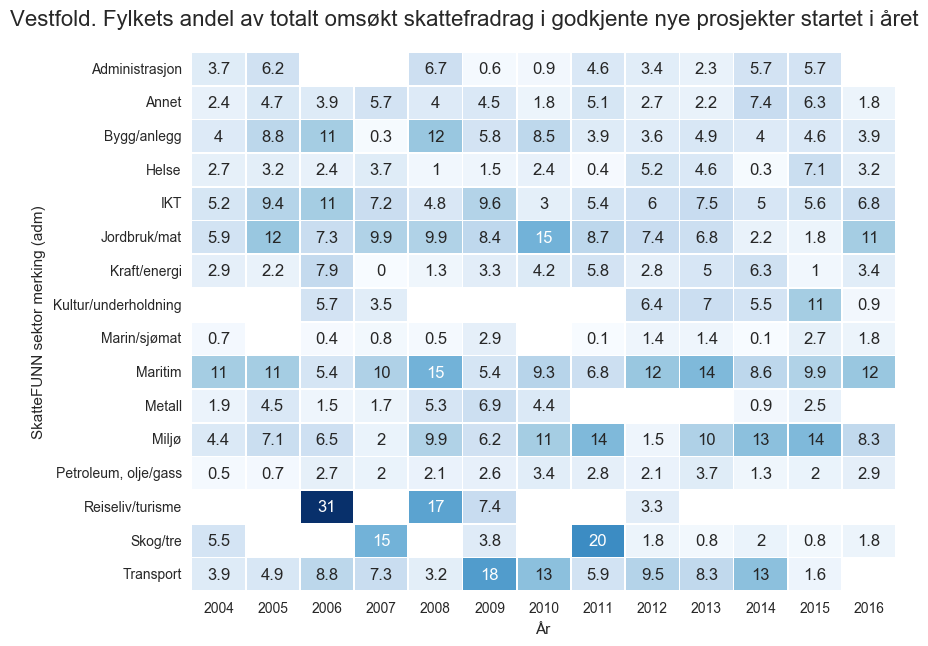 Vestfold. Fylkets andel av totalt omsøkt skattefradrag i godkjente nye prosjekter startet i året
SkatteFUNN sektor merking (adm)
Administrasjon 3.7 6.2 6.7 0.6 0.9 4.6 3.4 2.3 5.7 5.7
Annet 2.4 4.7 3.9 5.7 4 4.5 1.8 5.1 2.7 2.2 7.4 6.3 1.8
Bygg/anlegg 4 8.8 11 0.3 12 5.8 8.5 3.9 3.6 4.9 4 4.6 3.9
Helse 2.7 3.2 2.4 3.7 1 1.5 2.4 0.4 5.2 4.6 0.3 7.1 3.2
IKT 5.2 9.4 11 7.2 4.8 9.6 3 5.4 6 7.5 5 5.6 6.8
Jordbruk/mat 5.9 12 7.3 9.9 9.9 8.4 15 8.7 7.4 6.8 2.2 1.8 11
Kraft/energi 2.9 2.2 7.9 0 1.3 3.3 4.2 5.8 2.8 5 6.3 1 3.4
Kultur/underholdning 5.7 3.5 6.4 7 5.5 11 0.9
Marin/sjømat 0.7 0.4 0.8 0.5 2.9 0.1 1.4 1.4 0.1 2.7 1.8
Maritim 11 11 5.4 10 15 5.4 9.3 6.8 12 14 8.6 9.9 12
Metall 1.9 4.5 1.5 1.7 5.3 6.9 4.4 0.9 2.5
Miljø 4.4 7.1 6.5 2 9.9 6.2 11 14 1.5 10 13 14 8.3
Petroleum, olje/gass 0.5 0.7 2.7 2 2.1 2.6 3.4 2.8 2.1 3.7 1.3 2 2.9
Reiseliv/turisme 31 17 7.4 3.3
Skog/tre 5.5 15 3.8 20 1.8 0.8 2 0.8 1.8
Transport 3.9 4.9 8.8 7.3 3.2 18 13 5.9 9.5 8.3 13 1.6
2004 2005 2006 2007 2008 2009 2010 2011 2012 2013 2014 2015 2016
År